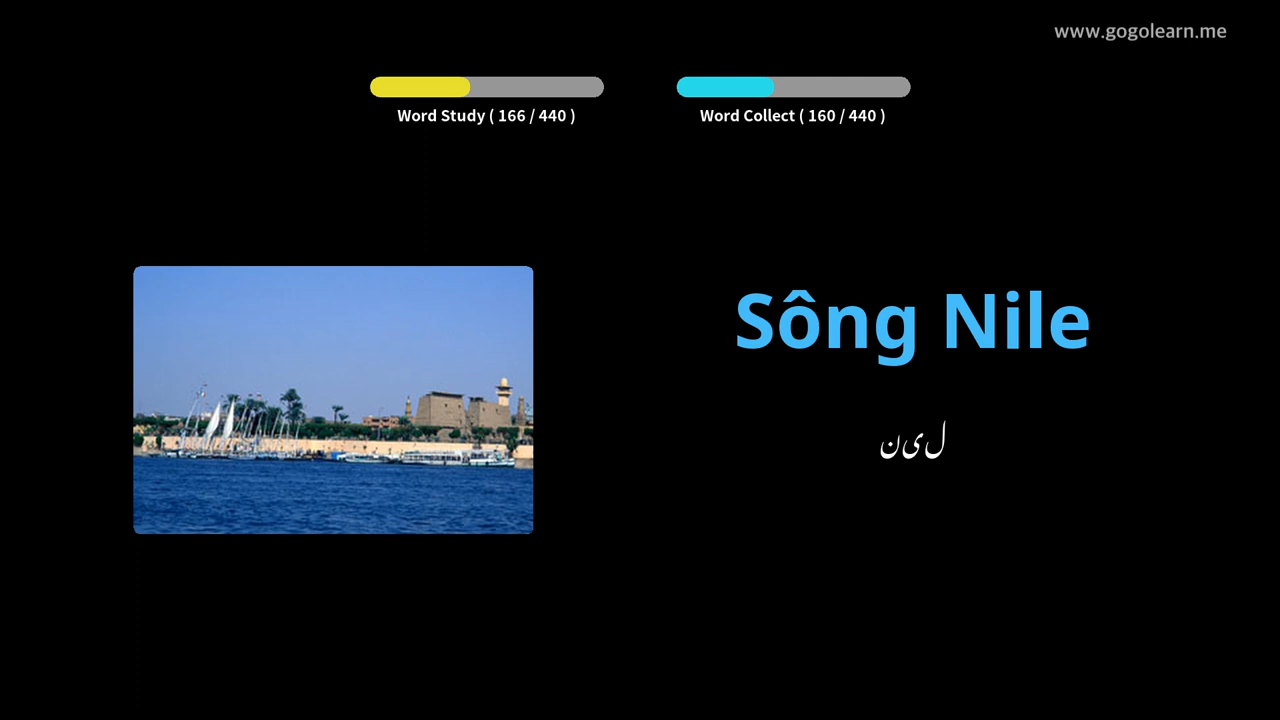 www.gogolearn.me
Word Study ( 166 / 440 )
Word Collect ( 160 / 440 )
Sông Nile
نیل